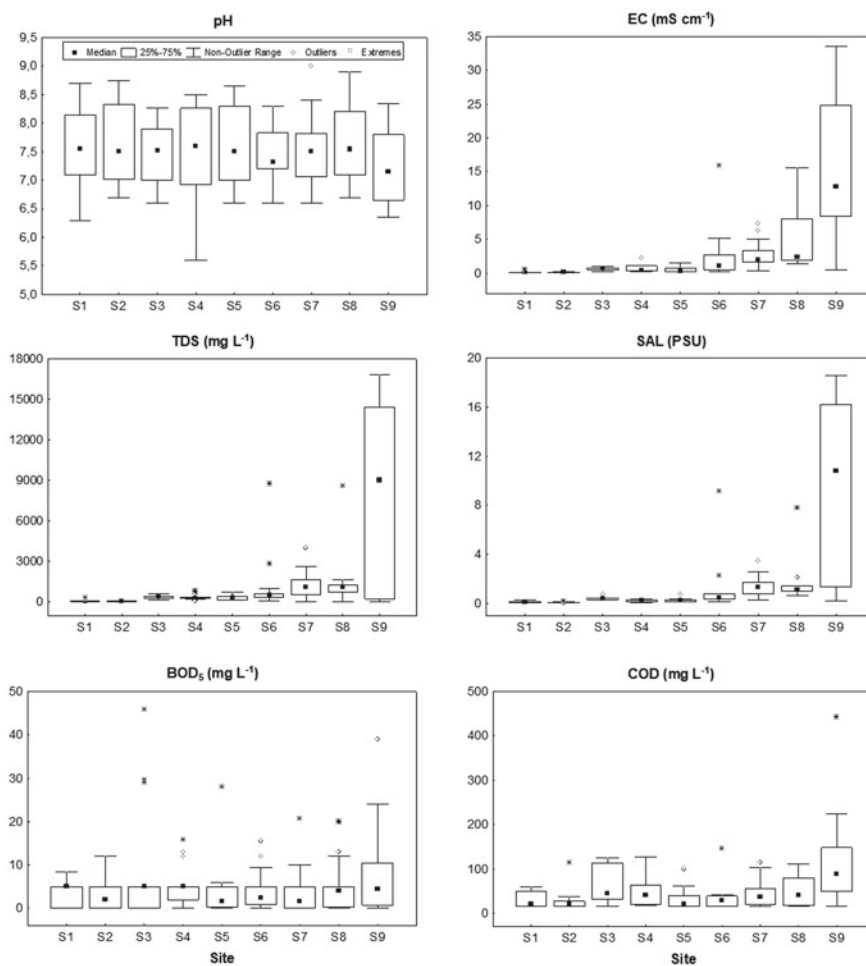 pH
EC (mS cm⁻¹)
9,5
9,0
8,5
8,0
7,5
7,0
6,5
6,0
5,5
5,0
Median 25%-75% Non-Outlier Range Outliers Extremes
S1 S2 S3 S4 S5 S6 S7 S8 S9
35
30
25
20
15
10
5
0
S1 S2 S3 S4 S5 S6 S7 S8 S9
TDS (mg L⁻¹)
SAL (PSU)
18000
15000
12000
9000
6000
3000
0
S1 S2 S3 S4 S5 S6 S7 S8 S9
20
16
12
8
4
0
S1 S2 S3 S4 S5 S6 S7 S8 S9
BOD₅ (mg L⁻¹)
COD (mg L⁻¹)
50
40
30
20
10
0
S1 S2 S3 S4 S5 S6 S7 S8 S9
Site
500
400
300
200
100
0
S1 S2 S3 S4 S5 S6 S7 S8 S9
Site